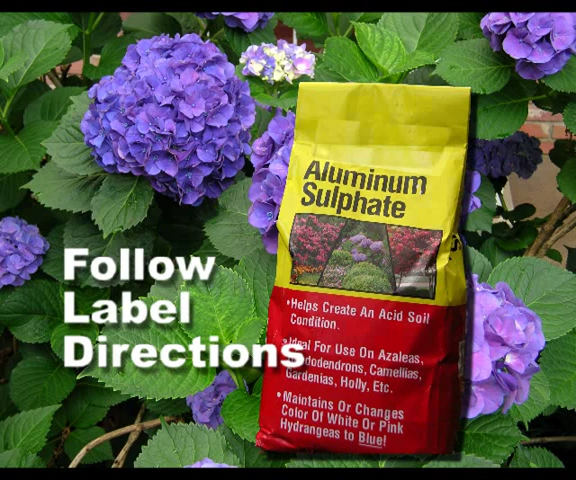 Aluminum
Sulphate
•Helps Create An Acid Soil
Condition.
•Ideal For Use On Azaleas,
Camellias,
Gardenias, Holly, Etc.
•Maintains Or Changes
Color Of White Or Pink
Hydrangeas to Blue!
Follow
Label
Directions